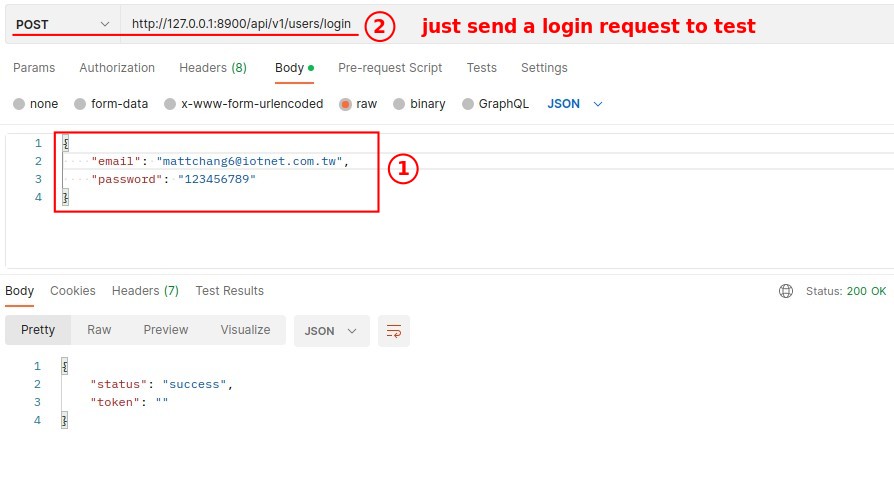 POST http://127.0.0.1:8900/api/v1/users/login 2 just send a login request to test
Params Authorization Headers (8) Body Pre-request Script Tests Settings
none form-data x-www-form-urlencoded raw binary GraphQL JSON
1 {
2 "email": "mattchang6@iotnet.com.tw",
3 "password": "123456789"
4 }
1
Body Cookies Headers (7) Test Results Status: 200 OK
Pretty Raw Preview Visualize JSON
1 {
2 "status": "success",
3 "token": ""
4 }